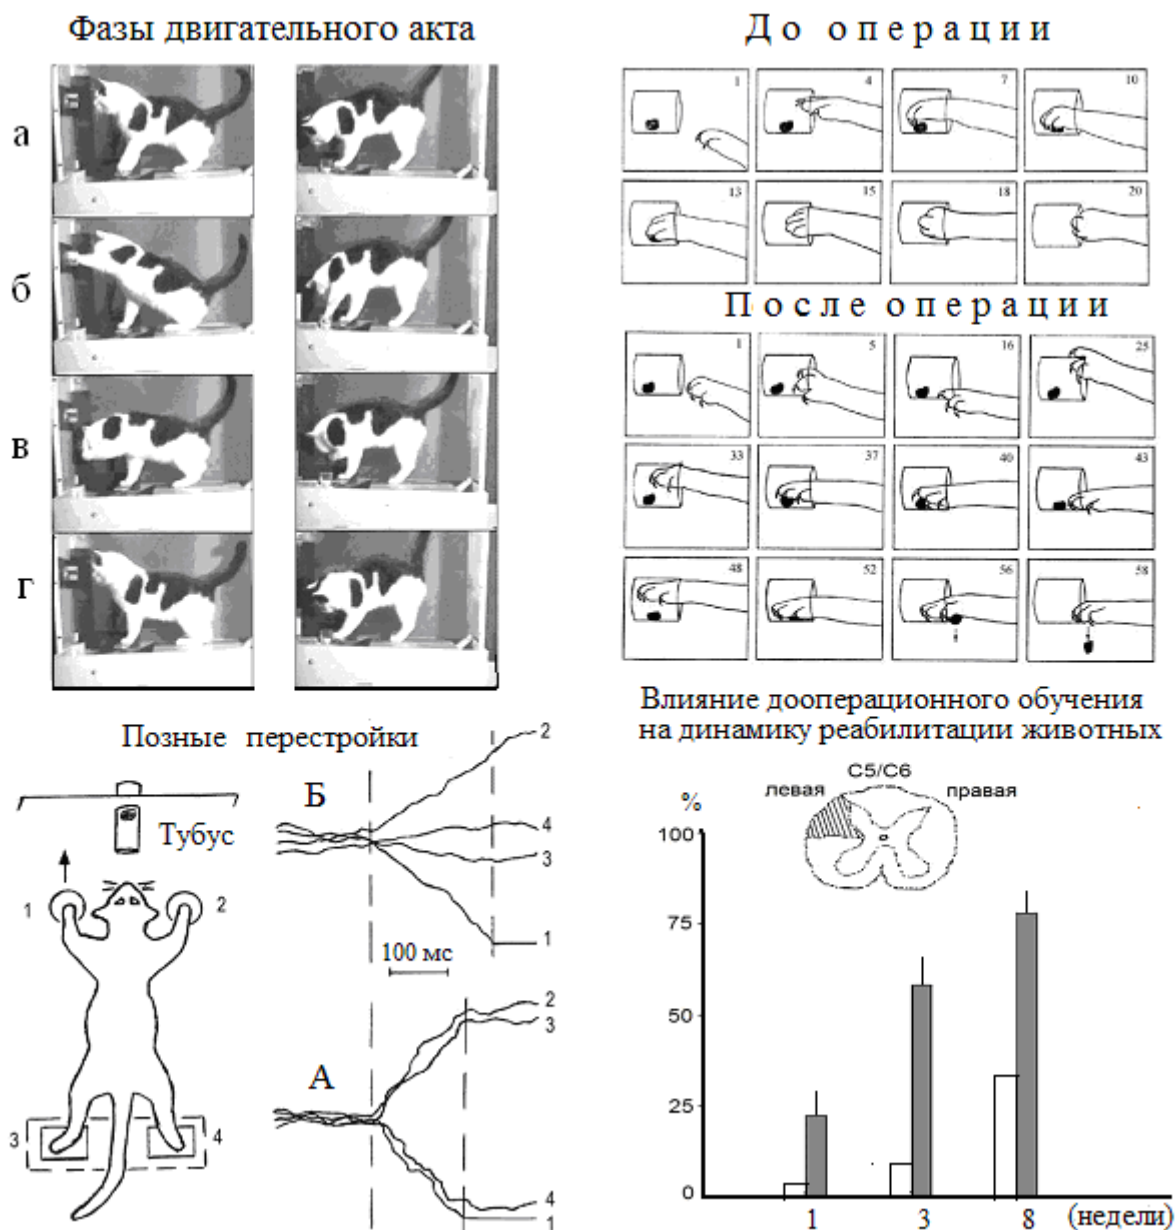 Фазы двигательного акта
а
б
в
г
До операции
1 4 7 10
13 15 18 20
После операции
1 5 16 25
33 37 40 43
48 52 56 58
Позные перестройки
Тубус
1
2
3
4
Б
2
4
3
1
100 мс
А
2
3
4
1
Влияние дооперационного обучения
на динамику реабилитации животных
C5/C6
левая правая
%
100
75
50
25
0
1 3 8 (недели)